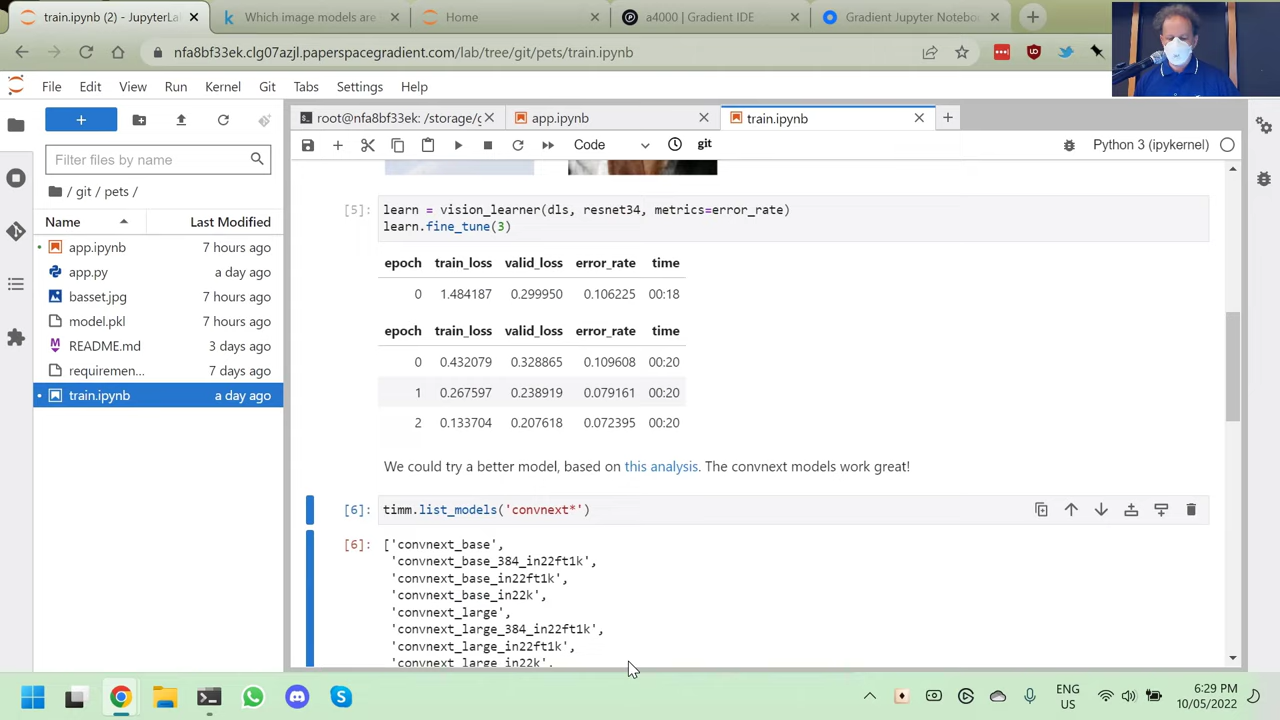 train.ipynb (2) - JupyterLa
Which image models are
Home
a4000 | Gradient IDE
Gradient Jupyter Notebo
nfa8bf33ek.clg07azjl.paperspacegradient.com/lab/tree/git/pets/train.ipynb
File Edit View Run Kernel Git Tabs Settings Help
root@nfa8bf33ek: /storage/g
app.ipynb
train.ipynb
Code
git
Python 3 (ipykernel)
Filter files by name
/ git / pets /
Name Last Modified
app.ipynb 7 hours ago
app.py a day ago
basset.jpg 7 hours ago
model.pkl 7 hours ago
README.md 3 days ago
requiremen... 7 days ago
train.ipynb a day ago
[5]: learn = vision_learner(dls, resnet34, metrics=error_rate)
learn.fine_tune(3)
epoch train_loss valid_loss error_rate time
0 1.484187 0.299950 0.106225 00:18
epoch train_loss valid_loss error_rate time
0 0.432079 0.328865 0.109608 00:20
1 0.267597 0.238919 0.079161 00:20
2 0.133704 0.207618 0.072395 00:20
We could try a better model, based on this analysis. The convnext models work great!
[6]: timm.list_models('convnext*')
[6]: ['convnext_base',
'convnext_base_384_in22ft1k',
'convnext_base_in22ft1k',
'convnext_base_in22k',
'convnext_large',
'convnext_large_384_in22ft1k',
'convnext_large_in22ft1k',
'convnext_large_in22k',
ENG
US
6:29 PM
10/05/2022